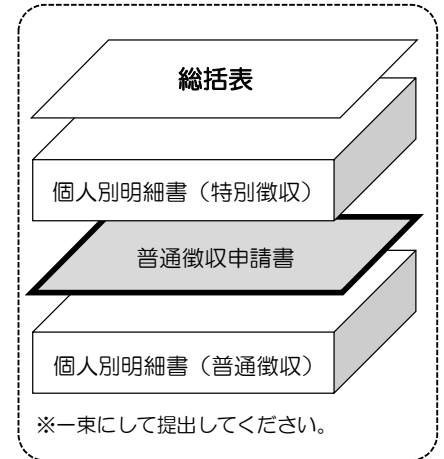 総括表
個人別明細書（特別徴収）
普通徴収申請書
個人別明細書（普通徴収）
※一束にして提出してください。